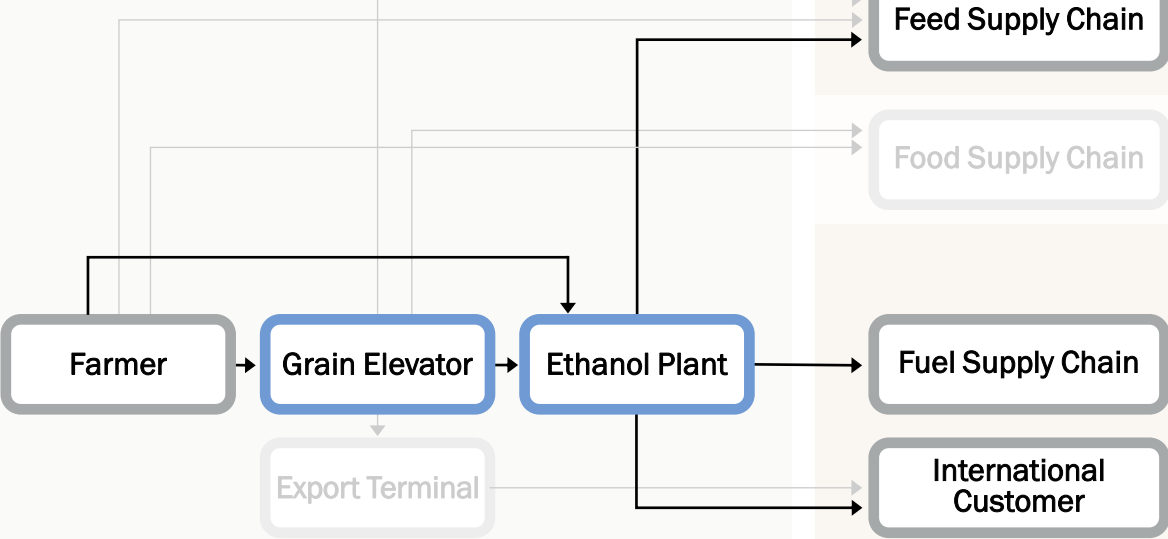 Feed Supply Chain
Food Supply Chain
Farmer
Grain Elevator
Ethanol Plant
Fuel Supply Chain
Export Terminal
International
Customer